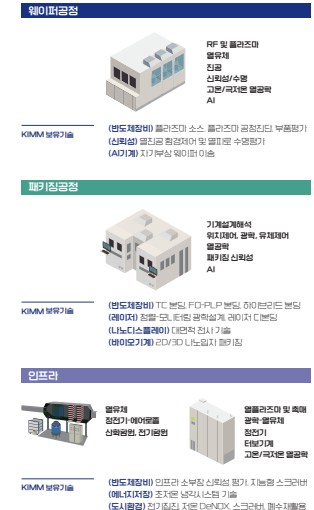 웨이퍼공정
RF 및 플라즈마
열유체
진공
신뢰성/수명
고온/극저온 열공학
AI
KIMM 보유기술
(반도체장비) 플라즈마 소스, 플라즈마 공정진단, 부품평가
(신뢰성) 열진공 환경제어 및 열피로 수명평가
(AI기계) 자기부상 웨이퍼 이송
패키징공정
기계설계해석
위치제어, 광학, 유체제어
열공학
패키징 신뢰성
AI
KIMM 보유기술
(반도체장비) TC 본딩, FO-PLP 본딩, 하이브리드 본딩
(레이저) 정렬·모니터링 광학설계, 레이저 디본딩
(나노디스플레이) 대면적 전사 기술
(바이오기계) 2D/3D 나노입자 패키징
인프라
열유체
정전기·에어로졸
산화환원, 전기환원
열플라즈마 및 촉매
광학·열유체
정전기
터보기계
고온/극저온 열공학
KIMM 보유기술
(반도체장비) 인프라 소부장 신뢰성 평가, 지능형 스크러버
(에너지저장) 초저온 냉각시스템 기술
(도시환경) 전기집진, 저온 DeNOX, 스크러버, 폐수재활용